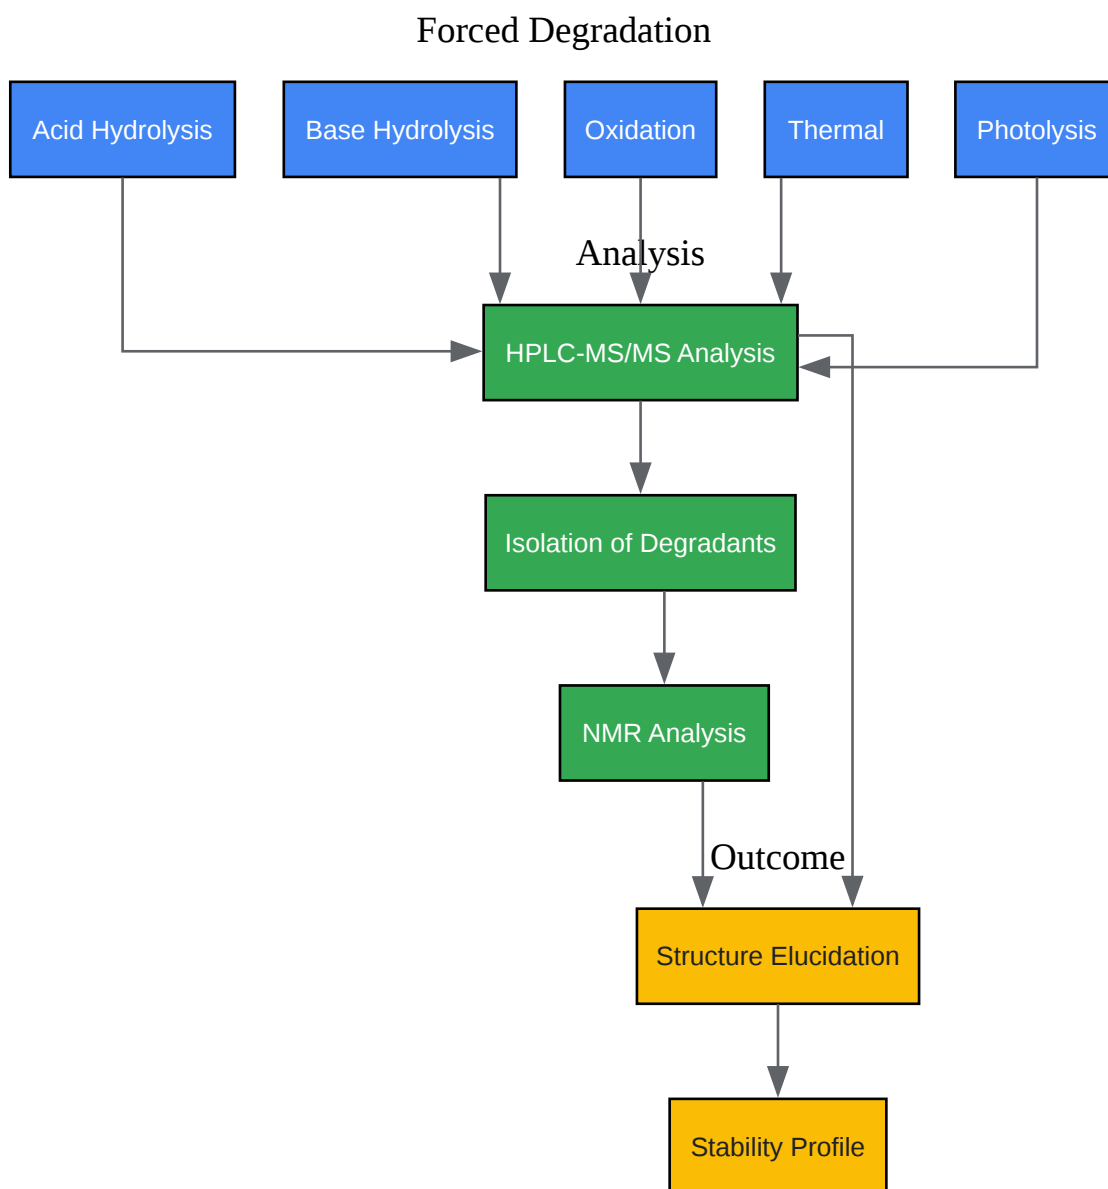 Forced Degradation
Acid Hydrolysis
Base Hydrolysis
Oxidation
Thermal
Photolysis
Analysis
HPLC-MS/MS Analysis
Isolation of Degradants
NMR Analysis
Outcome
Structure Elucidation
Stability Profile